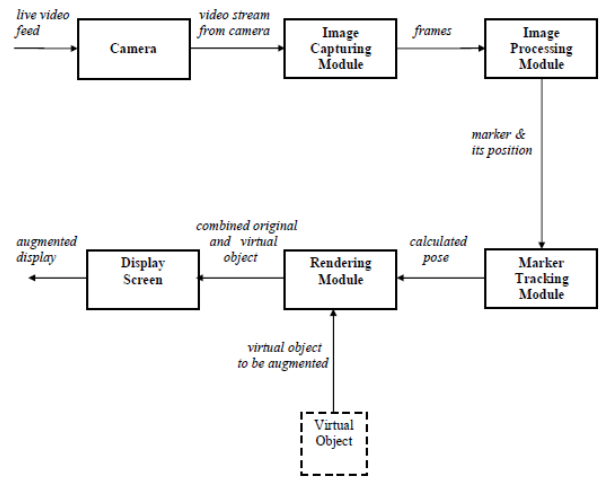 live video
feed
Camera
video stream
from camera
Image
Capturing
Module
frames
Image
Processing
Module
marker &
its position
Marker
Tracking
Module
calculated
pose
Rendering
Module
combined original
and virtual
object
Display
Screen
augmented
display
virtual object
to be augmented
Virtual
Object